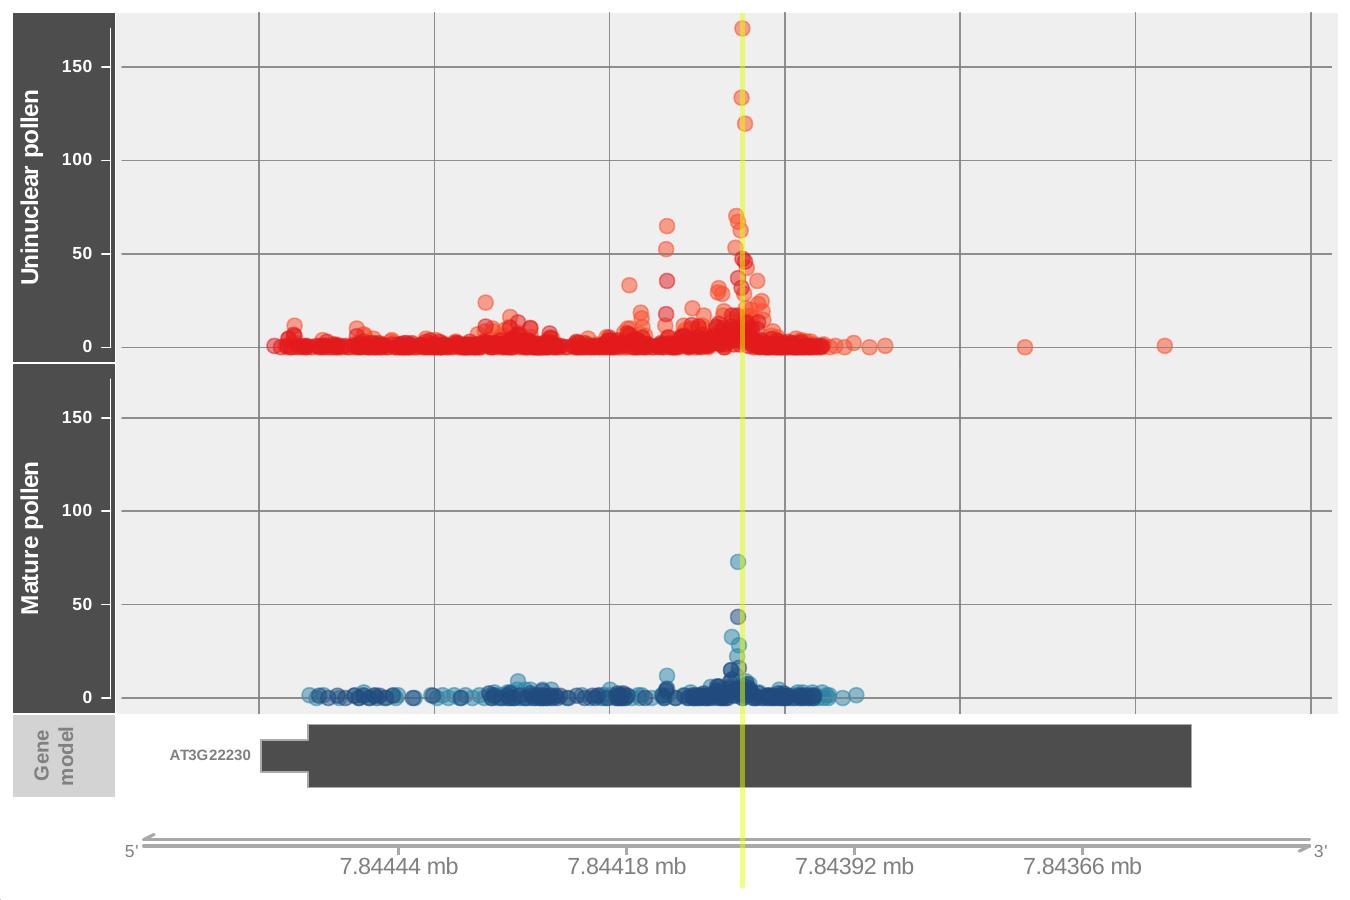 Uninuclear pollen
150
100
50
0
Mature pollen
150
100
50
0
Gene
model
AT3G22230
5'
3'
7.84444 mb
7.84418 mb
7.84392 mb
7.84366 mb